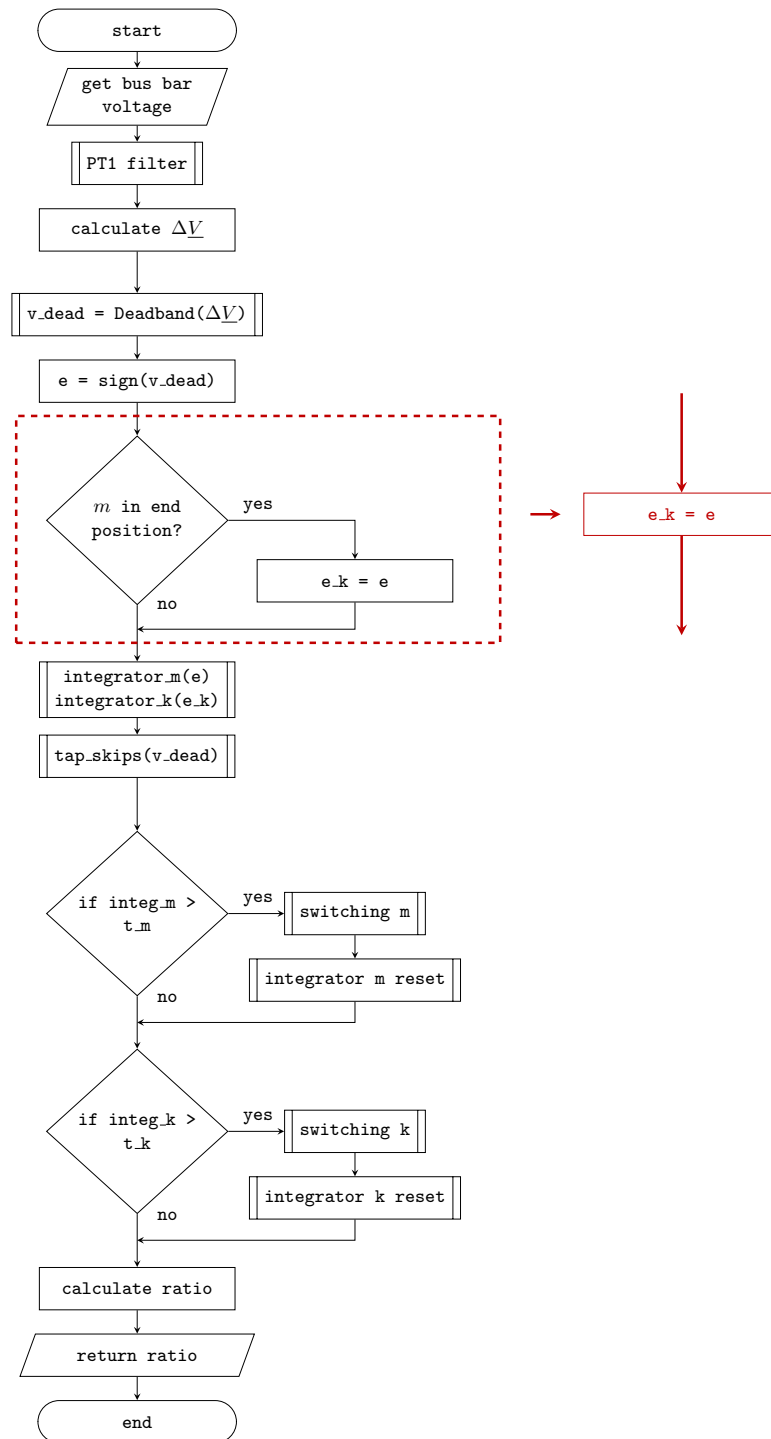 start
get bus bar
voltage
PT1 filter
calculate ΔV
v_dead = Deadband(ΔV)
e = sign(v_dead)
m in end
position?
yes
e_k = e
no
e_k = e
integrator_m(e)
integrator_k(e_k)
tap_skips(v_dead)
if integ_m >
t_m
yes
switching m
integrator m reset
no
if integ_k >
t_k
yes
switching k
integrator k reset
no
calculate ratio
return ratio
end